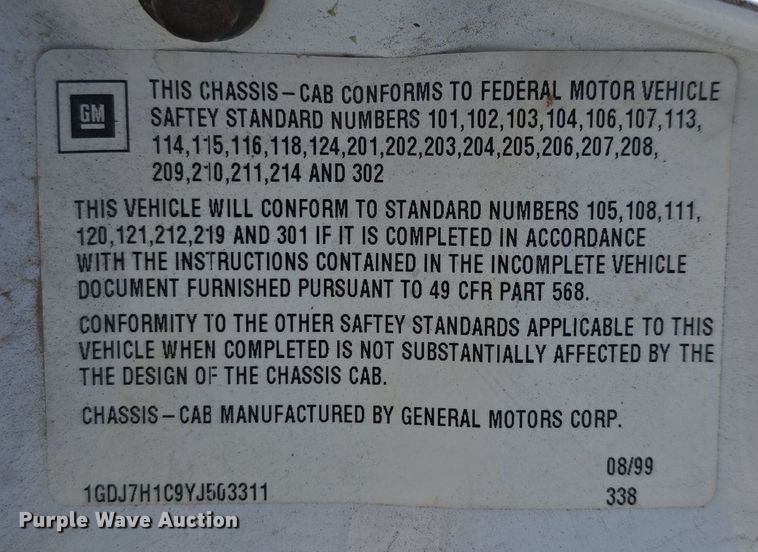 GM
THIS CHASSIS-CAB CONFORMS TO FEDERAL MOTOR VEHICLE
SAFTEY STANDARD NUMBERS 101,102,103,104,106,107,113,
114,115,116,118,124,201,202,203,204,205,206,207,208,
209,210,211,214 AND 302
THIS VEHICLE WILL CONFORM TO STANDARD NUMBERS 105,108,111,
120,121,212,219 AND 301 IF IT IS COMPLETED IN ACCORDANCE
WITH THE INSTRUCTIONS CONTAINED IN THE INCOMPLETE VEHICLE
DOCUMENT FURNISHED PURSUANT TO 49 CFR PART 568.
CONFORMITY TO THE OTHER SAFTEY STANDARDS APPLICABLE TO THIS
VEHICLE WHEN COMPLETED IS NOT SUBSTANTIALLY AFFECTED BY THE
THE DESIGN OF THE CHASSIS CAB.
CHASSIS-CAB MANUFACTURED BY GENERAL MOTORS CORP.
08/99
1GDJ7H1C9YJ503311 338
Purple Wave Auction